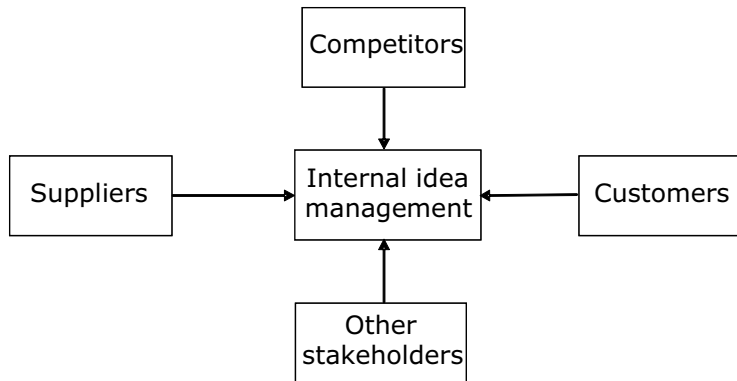 Competitors
Suppliers
Internal idea
management
Customers
Other
stakeholders